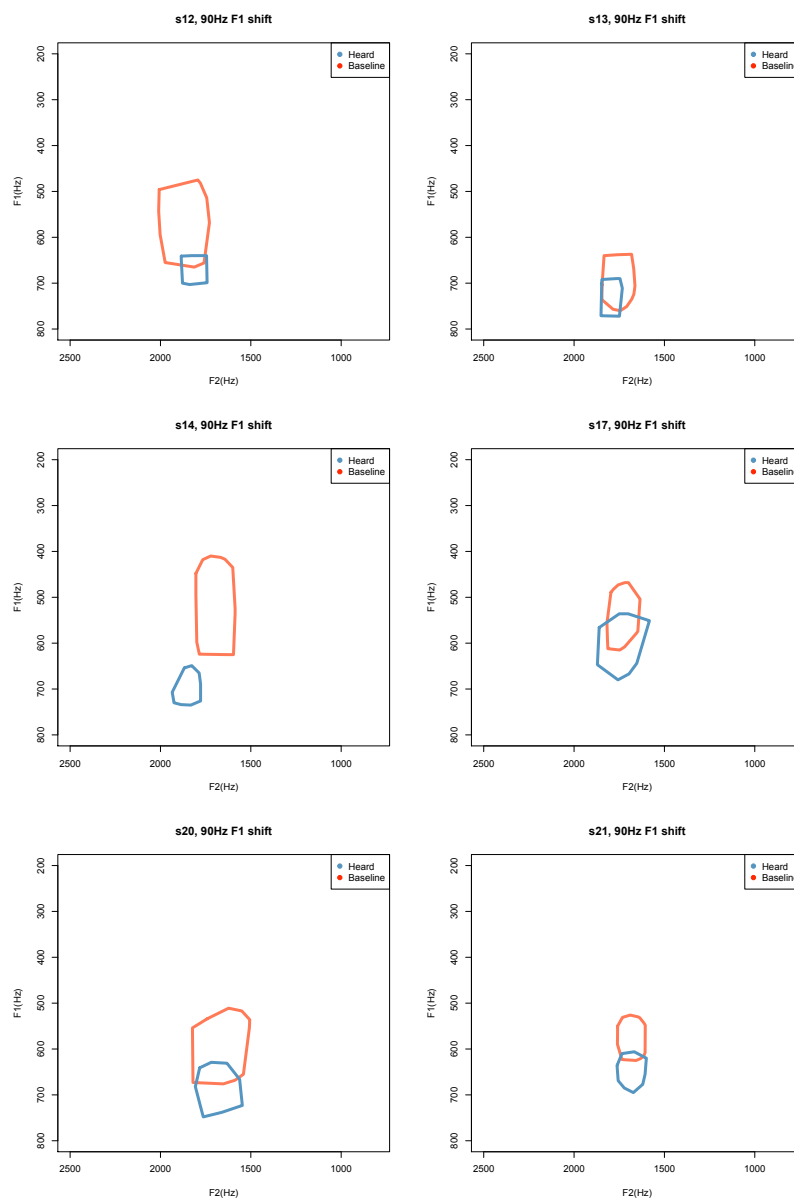 s12, 90Hz F1 shift
Heard
Baseline
F1(Hz)
200
300
400
500
600
700
800
2500
2000
1500
1000
F2(Hz)
s13, 90Hz F1 shift
Heard
Baseline
F1(Hz)
200
300
400
500
600
700
800
2500
2000
1500
1000
F2(Hz)
s14, 90Hz F1 shift
Heard
Baseline
F1(Hz)
200
300
400
500
600
700
800
2500
2000
1500
1000
F2(Hz)
s17, 90Hz F1 shift
Heard
Baseline
F1(Hz)
200
300
400
500
600
700
800
2500
2000
1500
1000
F2(Hz)
s20, 90Hz F1 shift
Heard
Baseline
F1(Hz)
200
300
400
500
600
700
800
2500
2000
1500
1000
F2(Hz)
s21, 90Hz F1 shift
Heard
Baseline
F1(Hz)
200
300
400
500
600
700
800
2500
2000
1500
1000
F2(Hz)